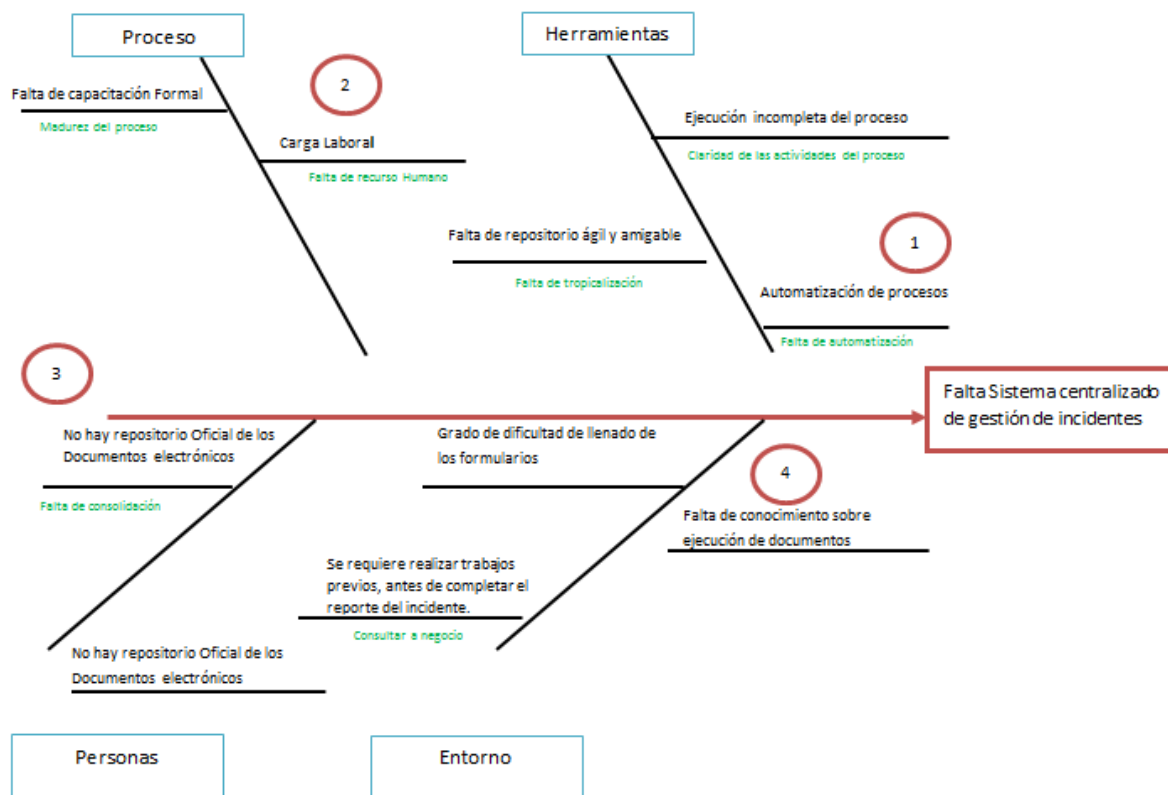 Proceso
Herramientas
Falta de capacitación Formal
Madurez del proceso
2
Carga Laboral
Falta de recurso Humano
Ejecución incompleta del proceso
Claridad de las actividades del proceso
Falta de repositorio ágil y amigable
Falta de tropicalización
1
Automatización de procesos
Falta de automatización
3
Falta Sistema centralizado
de gestión de incidentes
No hay repositorio Oficial de los
Documentos electrónicos
Falta de consolidación
Grado de dificultad de llenado de
los formularios
4
Falta de conocimiento sobre
ejecución de documentos
Se requiere realizar trabajos
previos, antes de completar el
reporte del incidente.
Consultar a negocio
No hay repositorio Oficial de los
Documentos electrónicos
Personas
Entorno